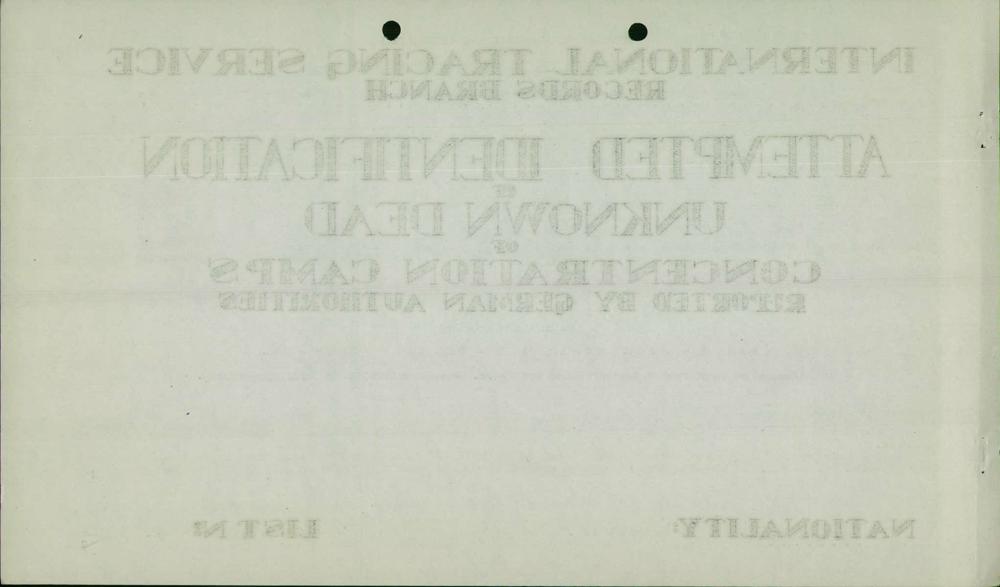 INTERNATIONAL TRACING SERVICE
RECORDS BRANCH
ATTEMPTED IDENTIFICATION
OF
UNKNOWN DEAD
OF
CONCENTRATION CAMPS
REPORTED BY GERMAN AUTHORITIES
NATIONALITY: LIST Nº